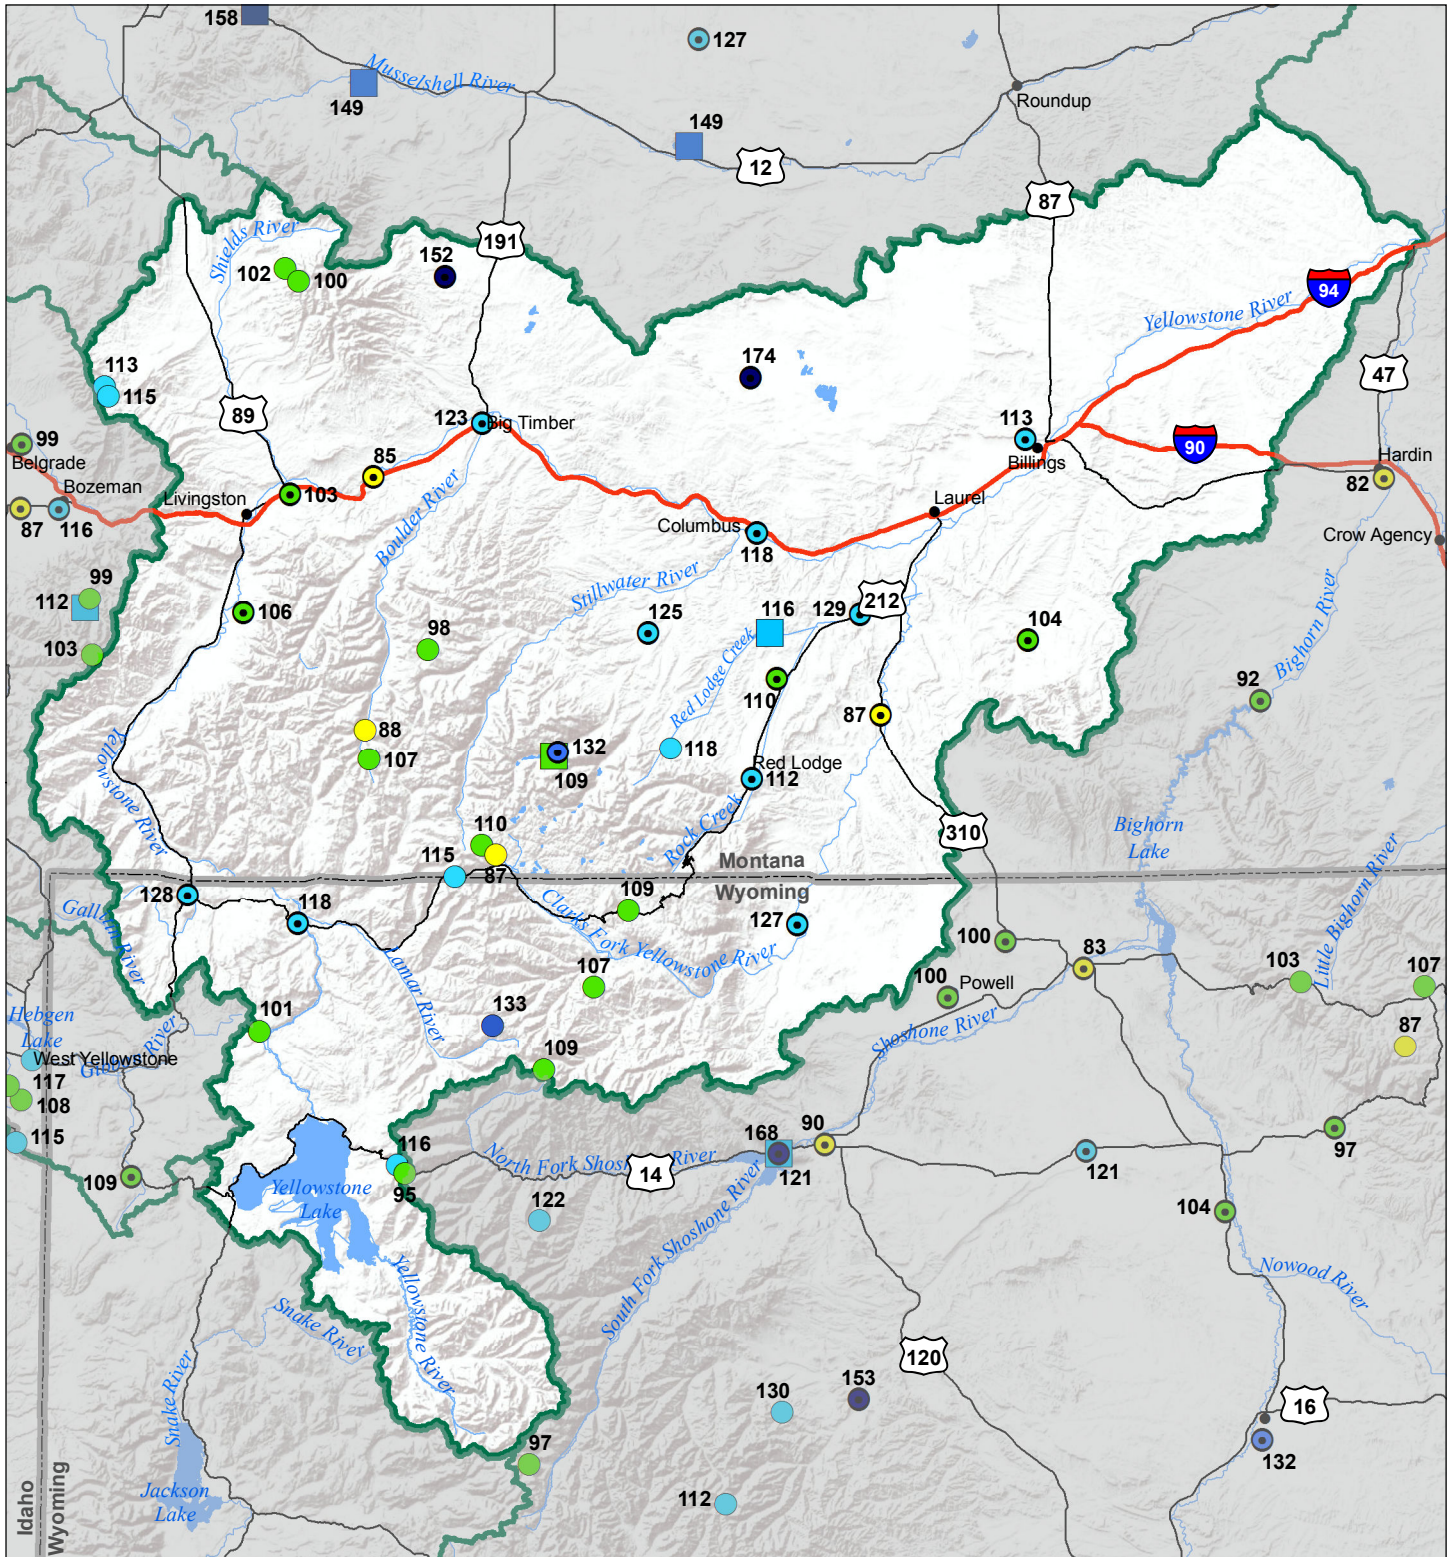 158
127
Musselshell River
149
Roundup
149
12
87
191
Shields River
152
102
100
94
Yellowstone River
174
113
115
47
89
123
Big Timber
113
Billings
90
99
Belgrade
85
Hardin
82
Bozeman
Livingston
103
Laurel
87
116
Columbus
118
Crow Agency
Boulder River
Stillwater River
99
112
106
125
116
129
212
104
98
103
Red Lodge Creek
110
Bighorn River
92
88
107
87
Yellowstone River
132
109
118
Red Lodge
112
Rock Creek
310
Bighorn
Lake
110
115
87
Montana
Wyoming
109
128
118
Gallatin River
Clarks Fork Yellowstone River
127
Little Bighorn River
100
83
Lamar River
107
103
107
100
Powell
133
101
Shoshone River
Hebgen
Lake
87
West Yellowstone
Gibbon River
109
117
108
115
90
168
121
97
116
95
North Fork Shoshone River
14
121
109
Yellowstone
Lake
122
South Fork Shoshone River
104
Yellowstone River
Nowood River
Snake River
Snake River
120
130
153
16
132
97
112
Jackson
Lake
Idaho
Wyoming